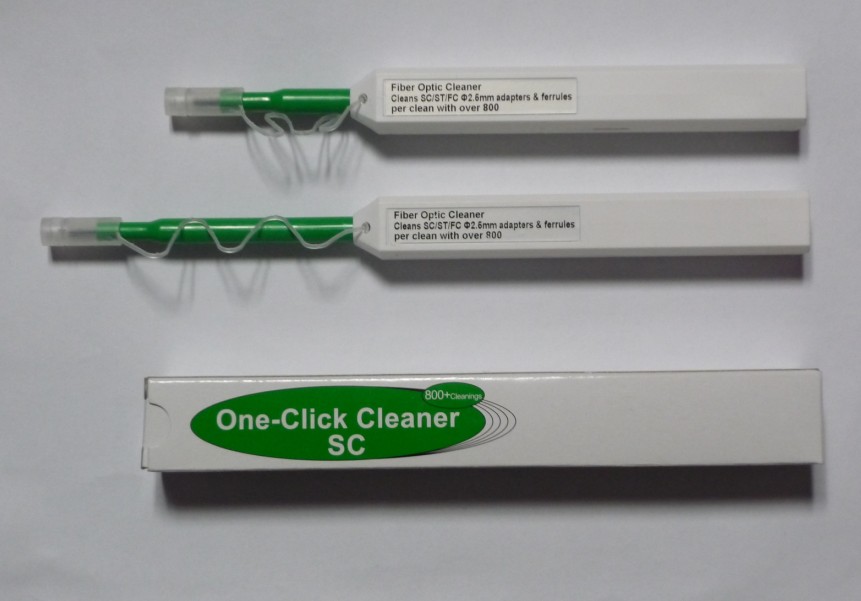 Fiber Optic Cleaner
Cleans SC/ST/FC Φ2.5mm adapters & ferrules
per clean with over 800
Fiber Optic Cleaner
Cleans SC/ST/FC Φ2.5mm adapters & ferrules
per clean with over 800
800+Cleanings
One-Click Cleaner
SC